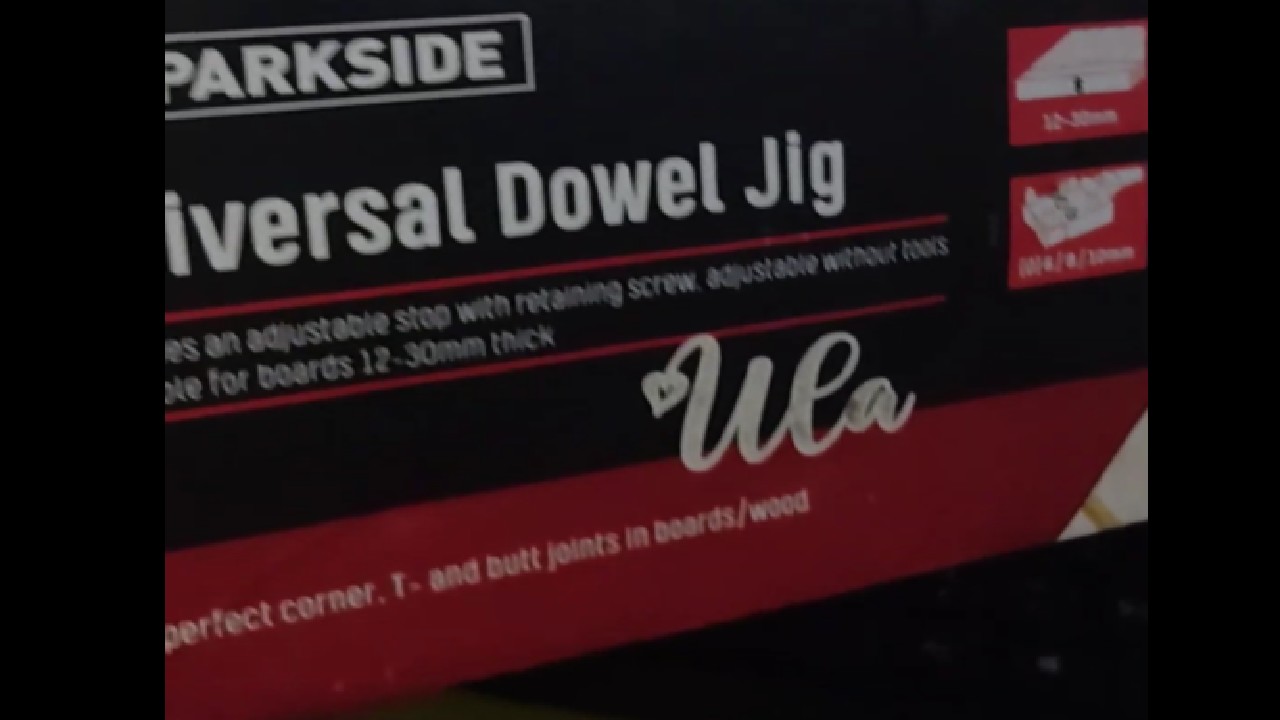 PARKSIDE
iversal Dowel Jig
es an adjustable stop with retaining screw. adjustable without tools
ble for boards 12-30mm thick
Ula
perfect corner. T- and butt joints in boards/wood
12-30mm